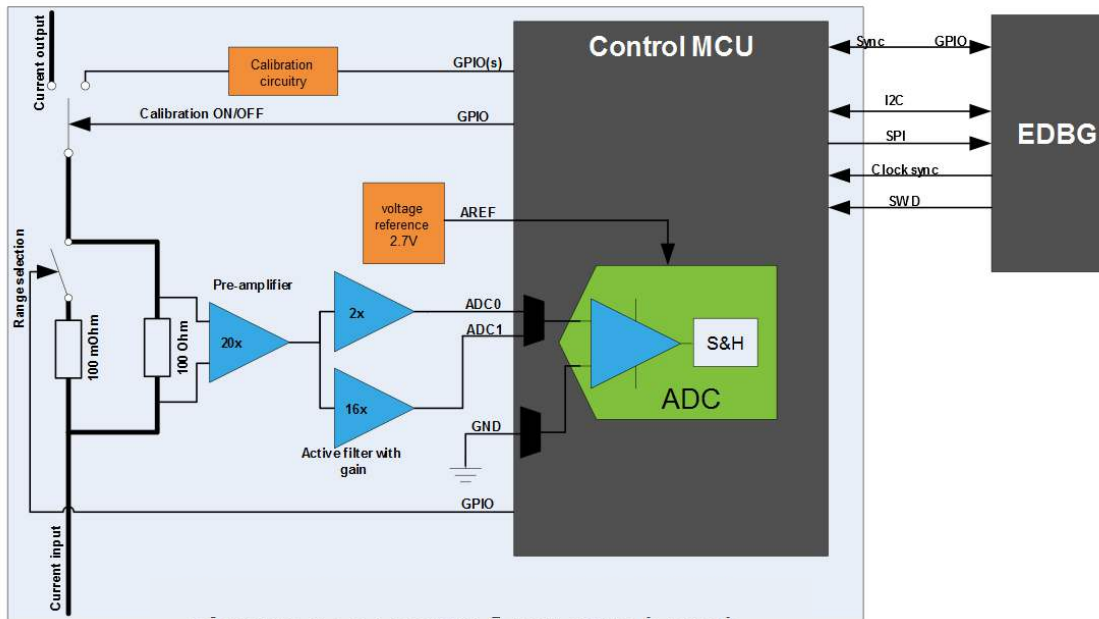 Current output
Calibration
circuitry
GPIO(s)
Control MCU
Sync
GPIO
Calibration ON/OFF
GPIO
I2C
SPI
EDBG
Clock sync
SWD
voltage
reference
2.7V
AREF
Range selection
Pre-amplifier
20x
2x
ADC0
ADC1
S&H
ADC
100 mOhm
100 Ohm
16x
GND
Active filter with
gain
GPIO
Current input